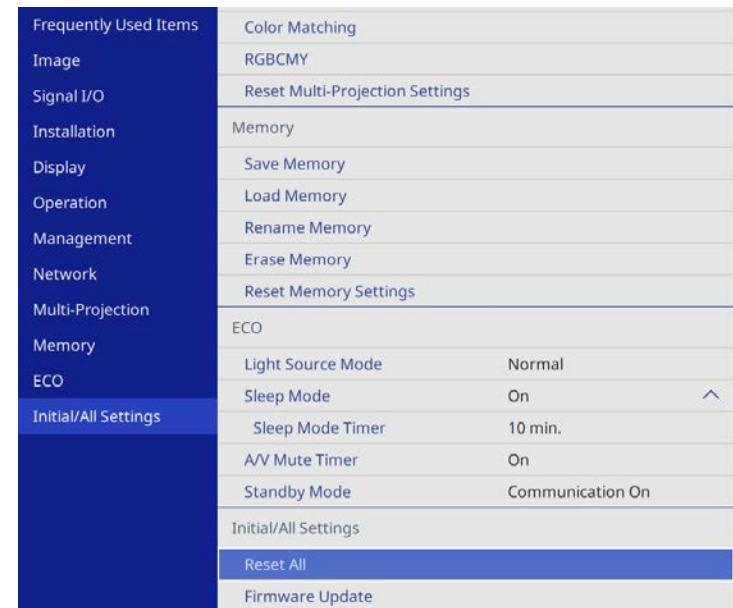 Frequently Used Items
Image
Signal I/O
Installation
Display
Operation
Management
Network
Multi-Projection
Memory
ECO
Initial/All Settings
Color Matching
RGBCMY
Reset Multi-Projection Settings
Memory
Save Memory
Load Memory
Rename Memory
Erase Memory
Reset Memory Settings
ECO
Light Source Mode Normal
Sleep Mode On
Sleep Mode Timer 10 min.
A/V Mute Timer On
Standby Mode Communication On
Initial/All Settings
Reset All
Firmware Update